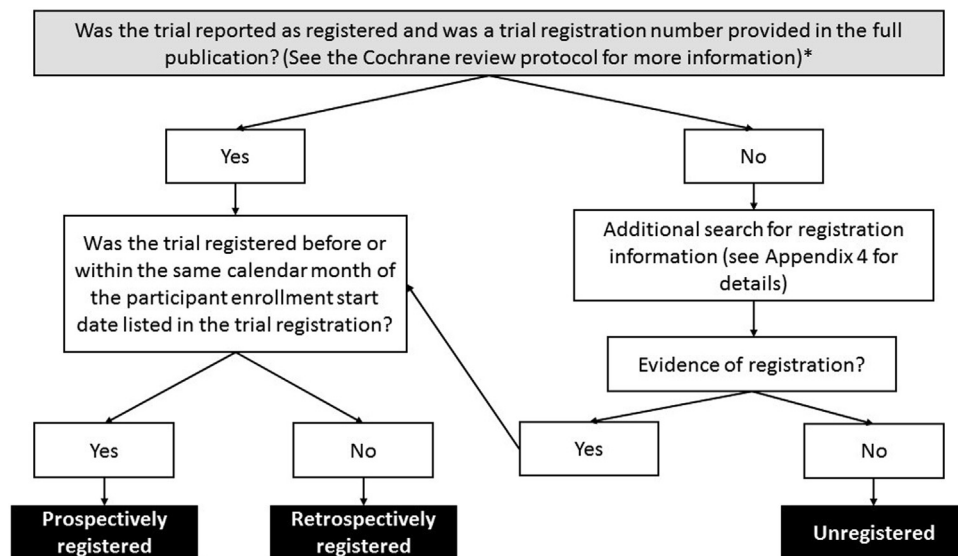 Was the trial reported as registered and was a trial registration number provided in the full
publication? (See the Cochrane review protocol for more information)*
Yes
No
Was the trial registered before or
within the same calendar month of
the participant enrollment start
date listed in the trial registration?
Additional search for registration
information (see Appendix 4 for
details)
Evidence of registration?
Yes
No
Yes
No
Prospectively
registered
Retrospectively
registered
Unregistered